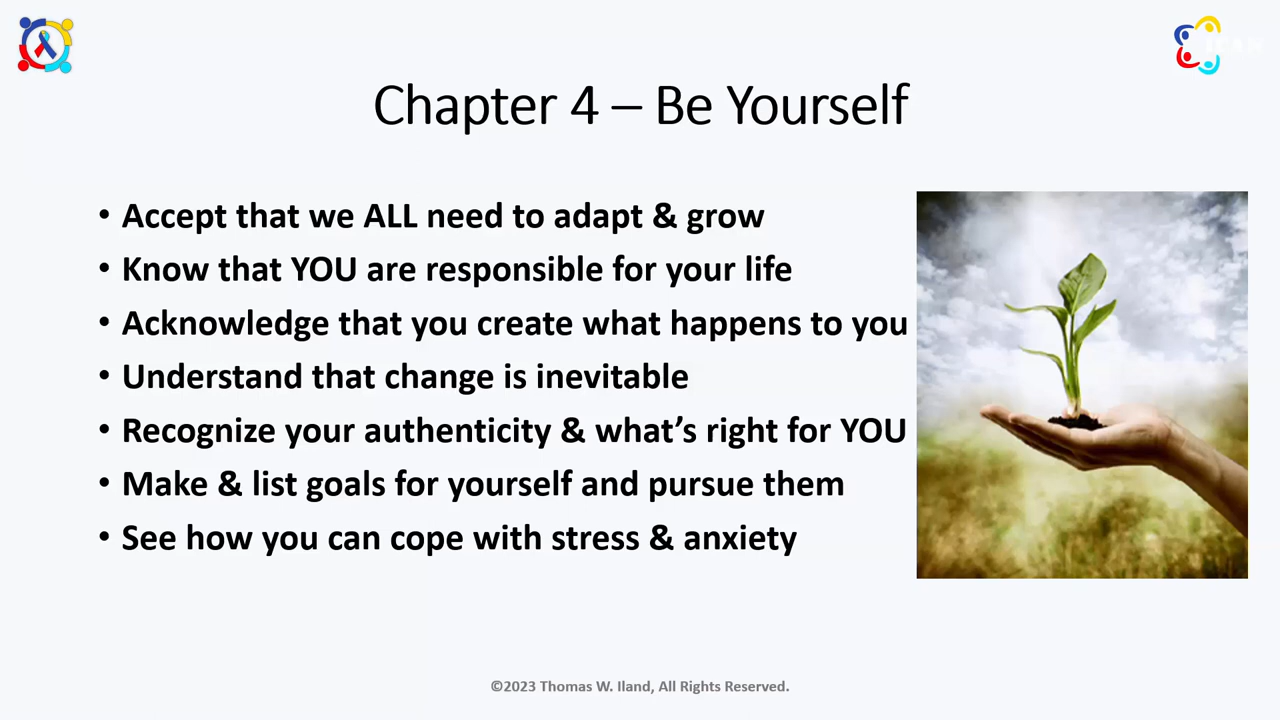 Chapter 4 – Be Yourself
• Accept that we ALL need to adapt & grow
• Know that YOU are responsible for your life
• Acknowledge that you create what happens to you
• Understand that change is inevitable
• Recognize your authenticity & what’s right for YOU
• Make & list goals for yourself and pursue them
• See how you can cope with stress & anxiety
©2023 Thomas W. Iland, All Rights Reserved.